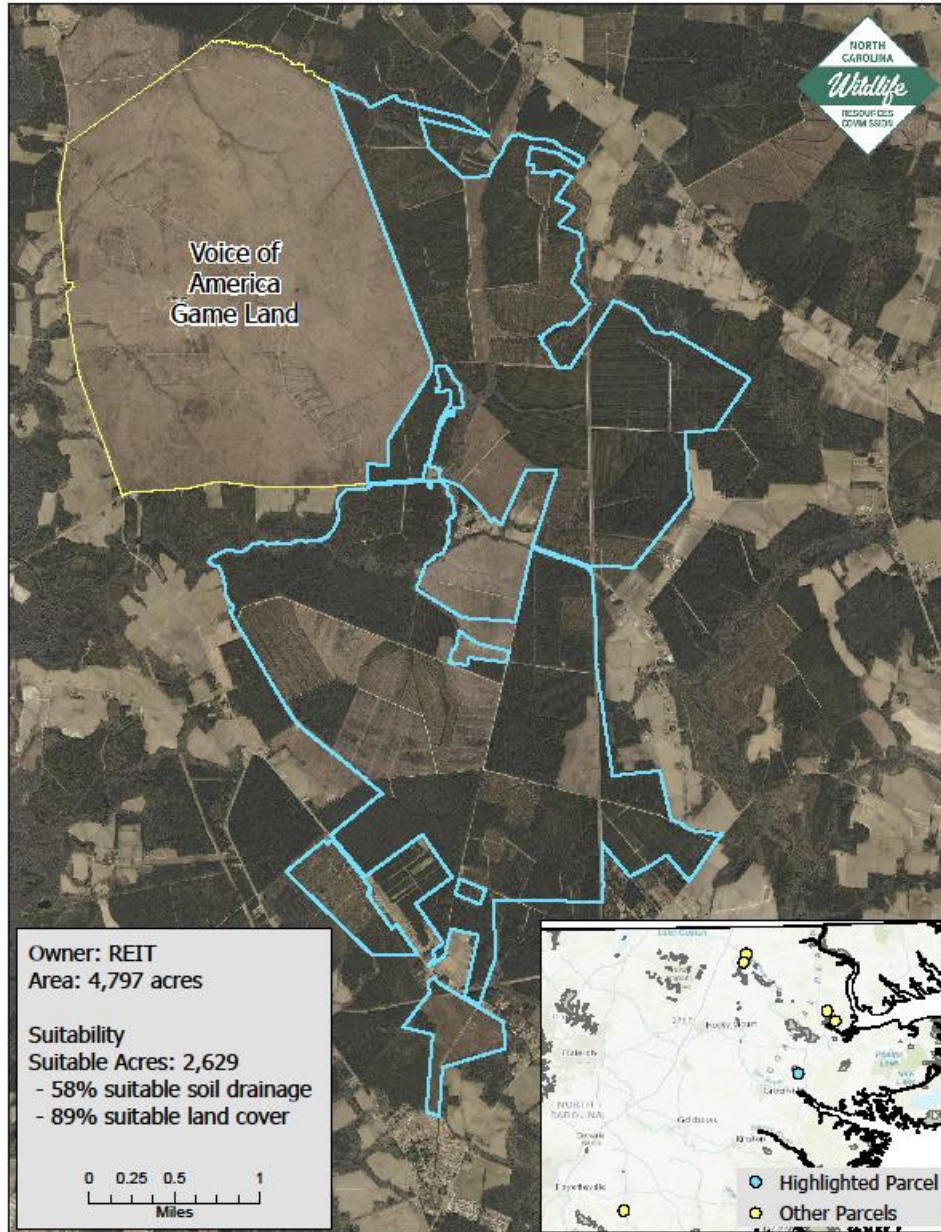 NORTH
CAROLINA
Wildlife
RESOURCES
COMMISSION
Voice of
America
Game Land
Owner: REIT
Area: 4,797 acres
Suitability
Suitable Acres: 2,629
- 58% suitable soil drainage
- 89% suitable land cover
0 0.25 0.5 1
Miles
Rocky Mount
Raleigh
Greenville
NORTH
CAROLINA
Goldsboro
Kinston
Fayetteville
Highlighted Parcel
Other Parcels